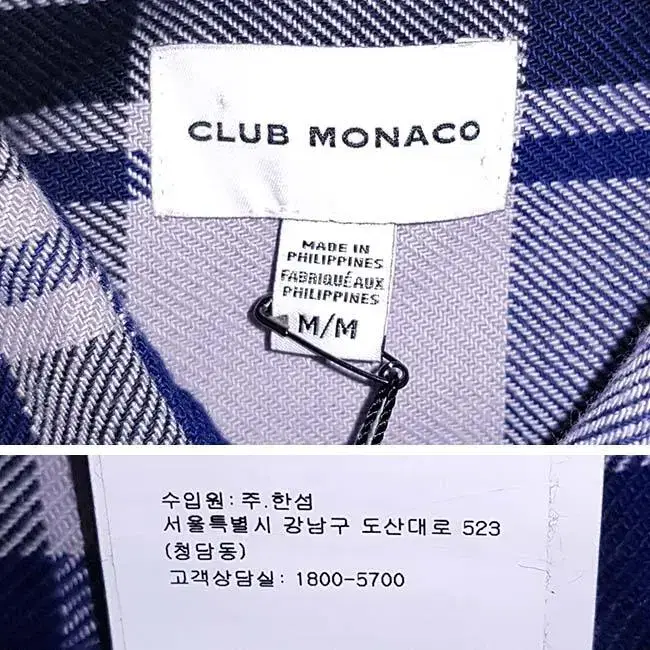 CLUB MONACO
MADE IN
PHILIPPINES
FABRIQUÉ AUX
PHILIPPINES
M/M
수입원: 주.한섬
서울특별시 강남구 도산대로 523
(청담동)
고객상담실: 1800-5700